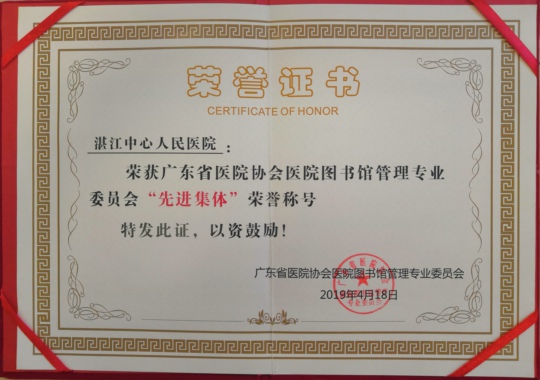 荣誉证书
CERTIFICATE OF HONOR
湛江中心人民医院：
荣获广东省医院协会医院图书馆管理专业
委员会“先进集体”荣誉称号
特发此证，以资鼓励！
广东省医院协会医院图书馆管理专业委员会
2019年4月18日